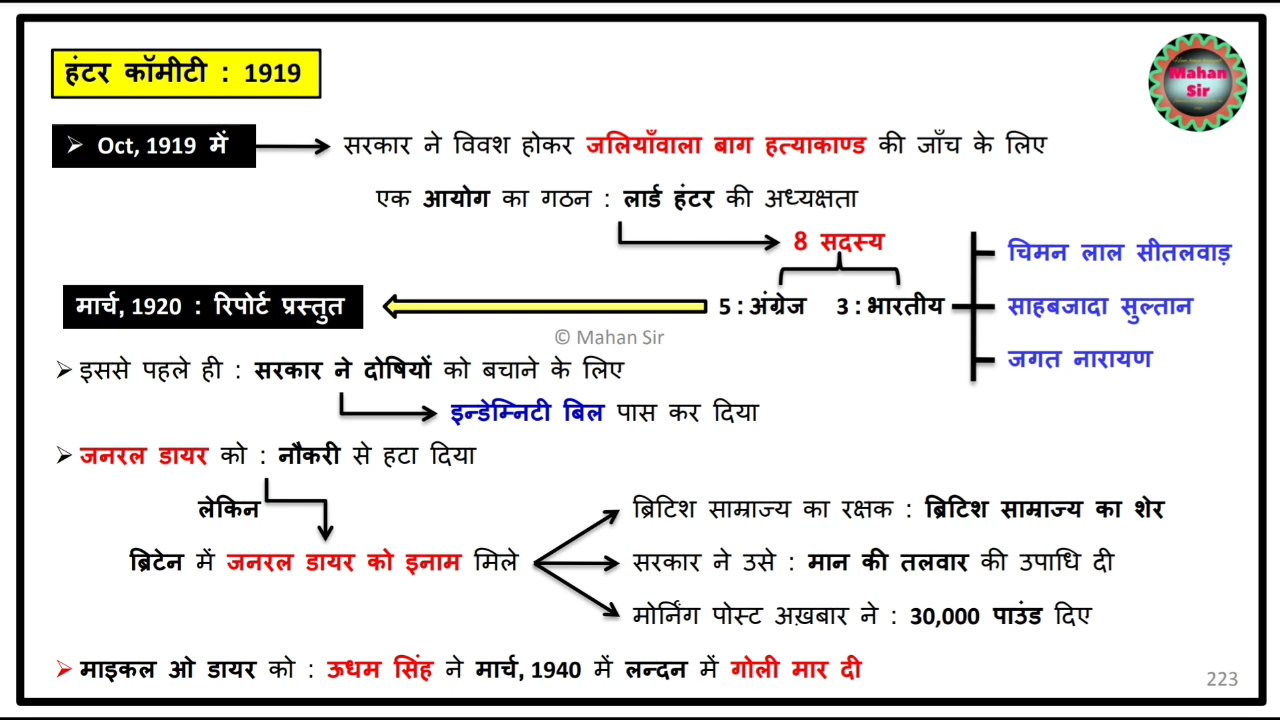 हंटर कॉमीटी : 1919
Mahan
Sir
Oct, 1919 में
सरकार ने विवश होकर जलियाँवाला बाग हत्याकाण्ड की जाँच के लिए
एक आयोग का गठन : लार्ड हंटर की अध्यक्षता
8 सदस्य
चिमन लाल सीतलवाड़
मार्च, 1920 : रिपोर्ट प्रस्तुत
5 : अंग्रेज 3 : भारतीय
साहबजादा सुल्तान
© Mahan Sir
जगत नारायण
इससे पहले ही : सरकार ने दोषियों को बचाने के लिए
इन्डेम्निटी बिल पास कर दिया
जनरल डायर को : नौकरी से हटा दिया
लेकिन
ब्रिटिश साम्राज्य का रक्षक : ब्रिटिश साम्राज्य का शेर
ब्रिटेन में जनरल डायर को इनाम मिले
सरकार ने उसे : मान की तलवार की उपाधि दी
मोर्निंग पोस्ट अख़बार ने : 30,000 पाउंड दिए
माइकल ओ डायर को : ऊधम सिंह ने मार्च, 1940 में लन्दन में गोली मार दी
223